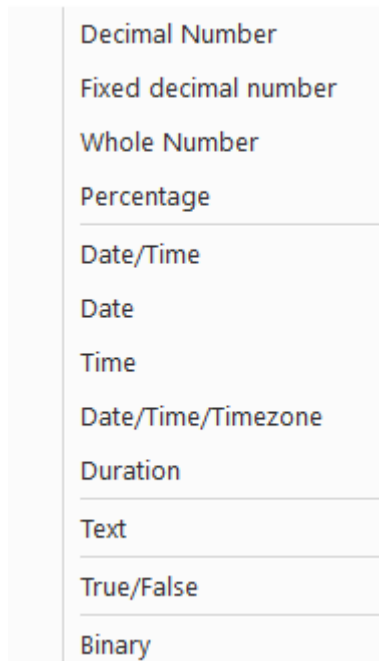 Decimal Number
Fixed decimal number
Whole Number
Percentage
Date/Time
Date
Time
Date/Time/Timezone
Duration
Text
True/False
Binary